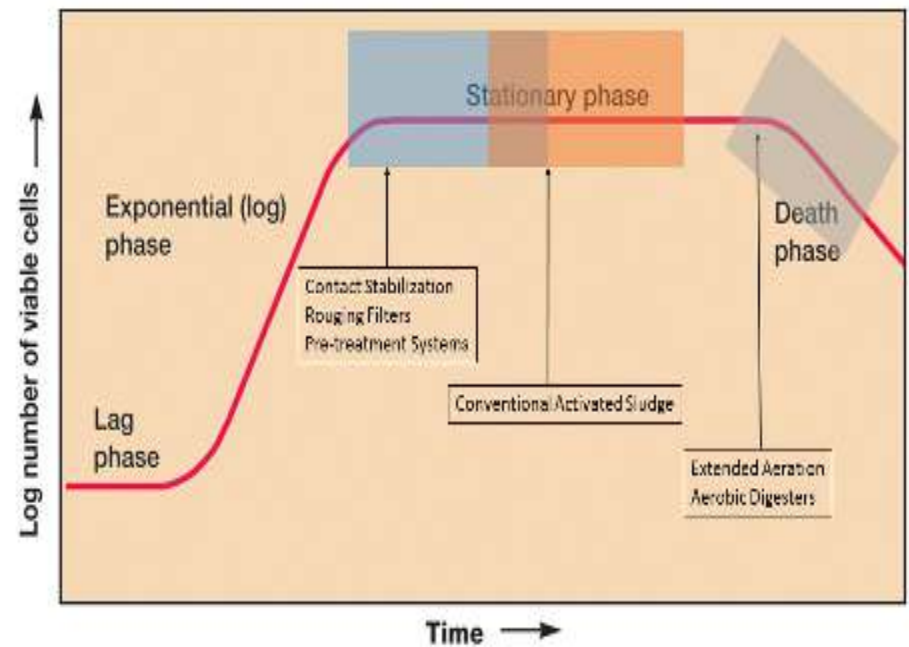 Log number of viable cells
Stationary phase
Exponential (log)
phase
Death
phase
Contact Stabilization
Rouging Filters
Pre-treatment Systems
Conventional Activated Sludge
Lag
phase
Extended Aeration
Aerobic Digesters
Time